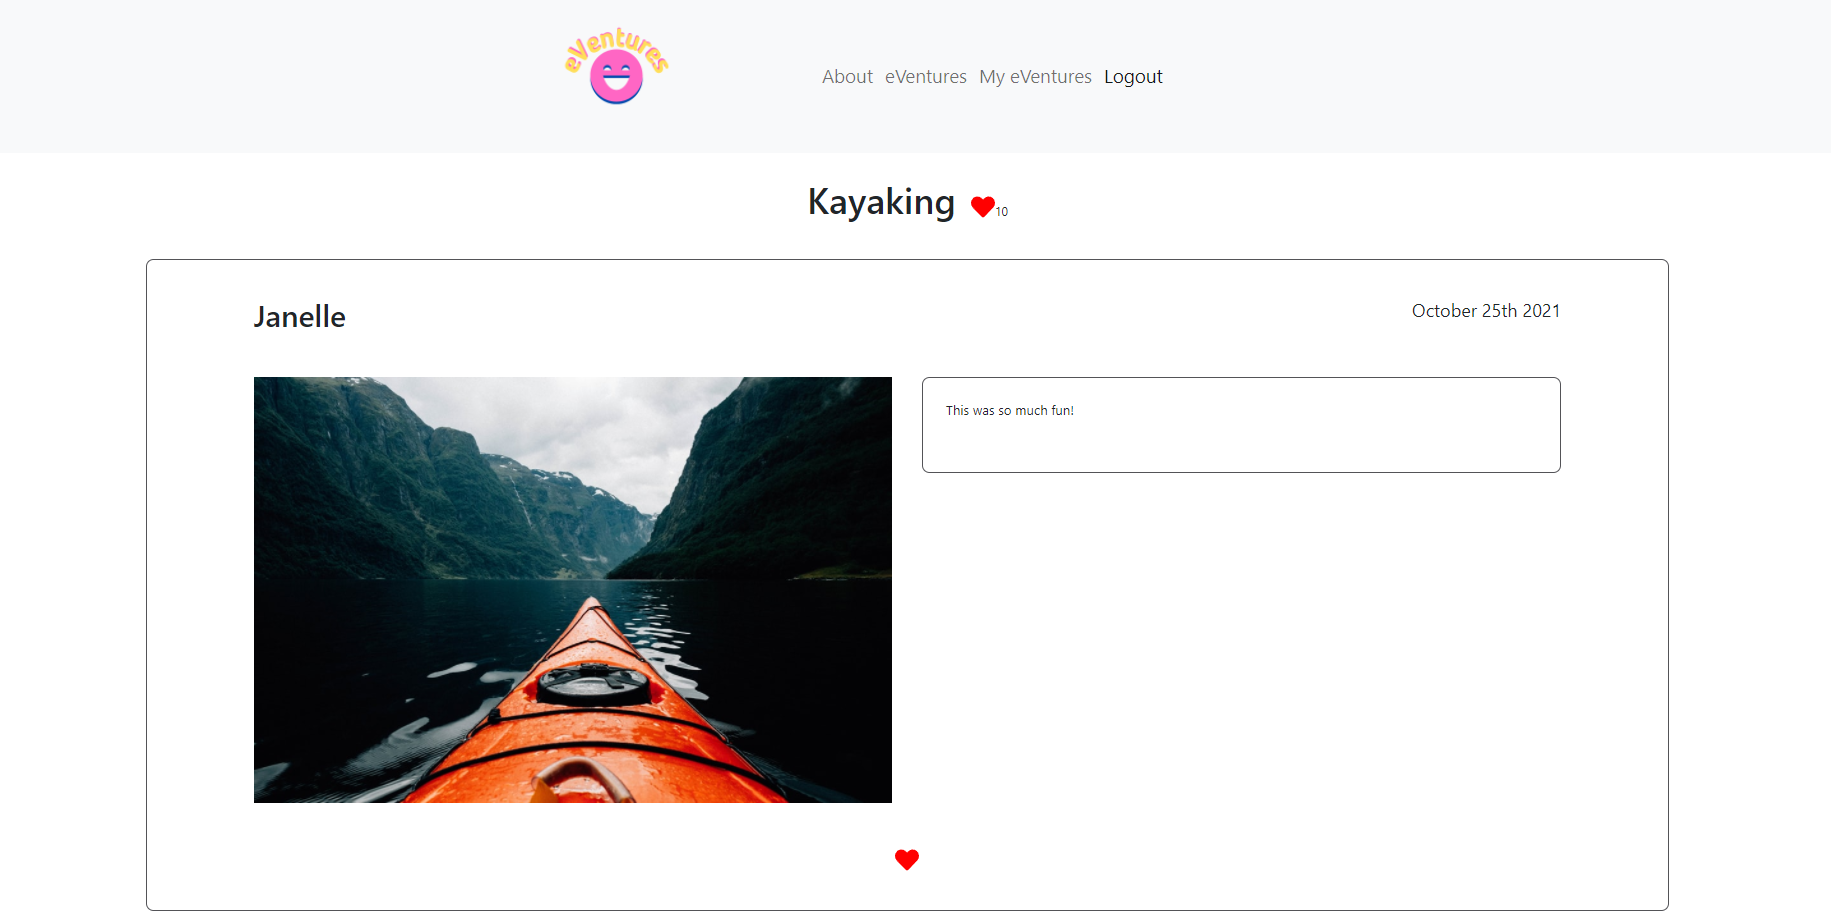 eVentures
About eVentures My eVentures Logout
Kayaking 10
Janelle
October 25th 2021
This was so much fun!